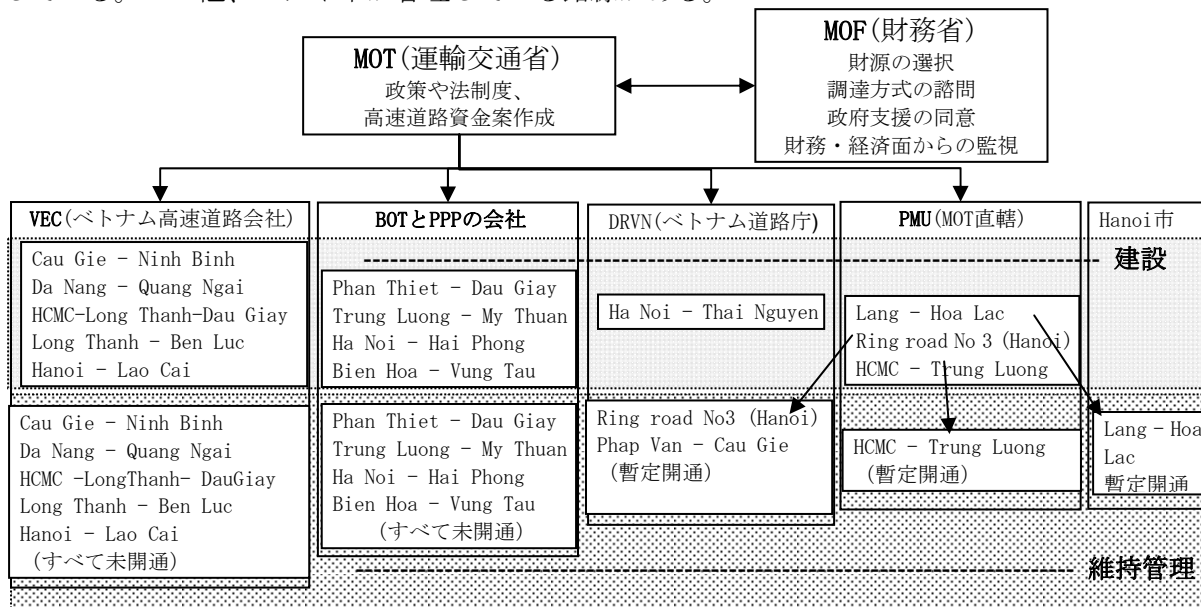 MOT(運輸交通省)
政策や法制度、
高速道路資金案作成
MOF(財務省)
財源の選択
調達方式の諮問
政府支援の同意
財務・経済面からの監視
VEC(ベトナム高速道路会社)
BOTとPPPの会社
DRVN(ベトナム道路庁)
PMU(MOT直轄)
Hanoi市
建設
Cau Gie - Ninh Binh
Da Nang - Quang Ngai
HCMC-Long Thanh-Dau Giay
Long Thanh - Ben Luc
Hanoi - Lao Cai
Phan Thiet - Dau Giay
Trung Luong - My Thuan
Ha Noi - Hai Phong
Bien Hoa - Vung Tau
Ha Noi - Thai Nguyen
Lang - Hoa Lac
Ring road No 3 (Hanoi)
HCMC - Trung Luong
Cau Gie - Ninh Binh
Da Nang - Quang Ngai
HCMC -LongThanh- DauGiay
Long Thanh - Ben Luc
Hanoi - Lao Cai
(すべて未開通)
Phan Thiet - Dau Giay
Trung Luong - My Thuan
Ha Noi - Hai Phong
Bien Hoa - Vung Tau
(すべて未開通)
Ring road No3 (Hanoi)
Phap Van - Cau Gie
(暫定開通)
HCMC - Trung Luong
(暫定開通)
Lang - Hoa
Lac
暫定開通
維持管理